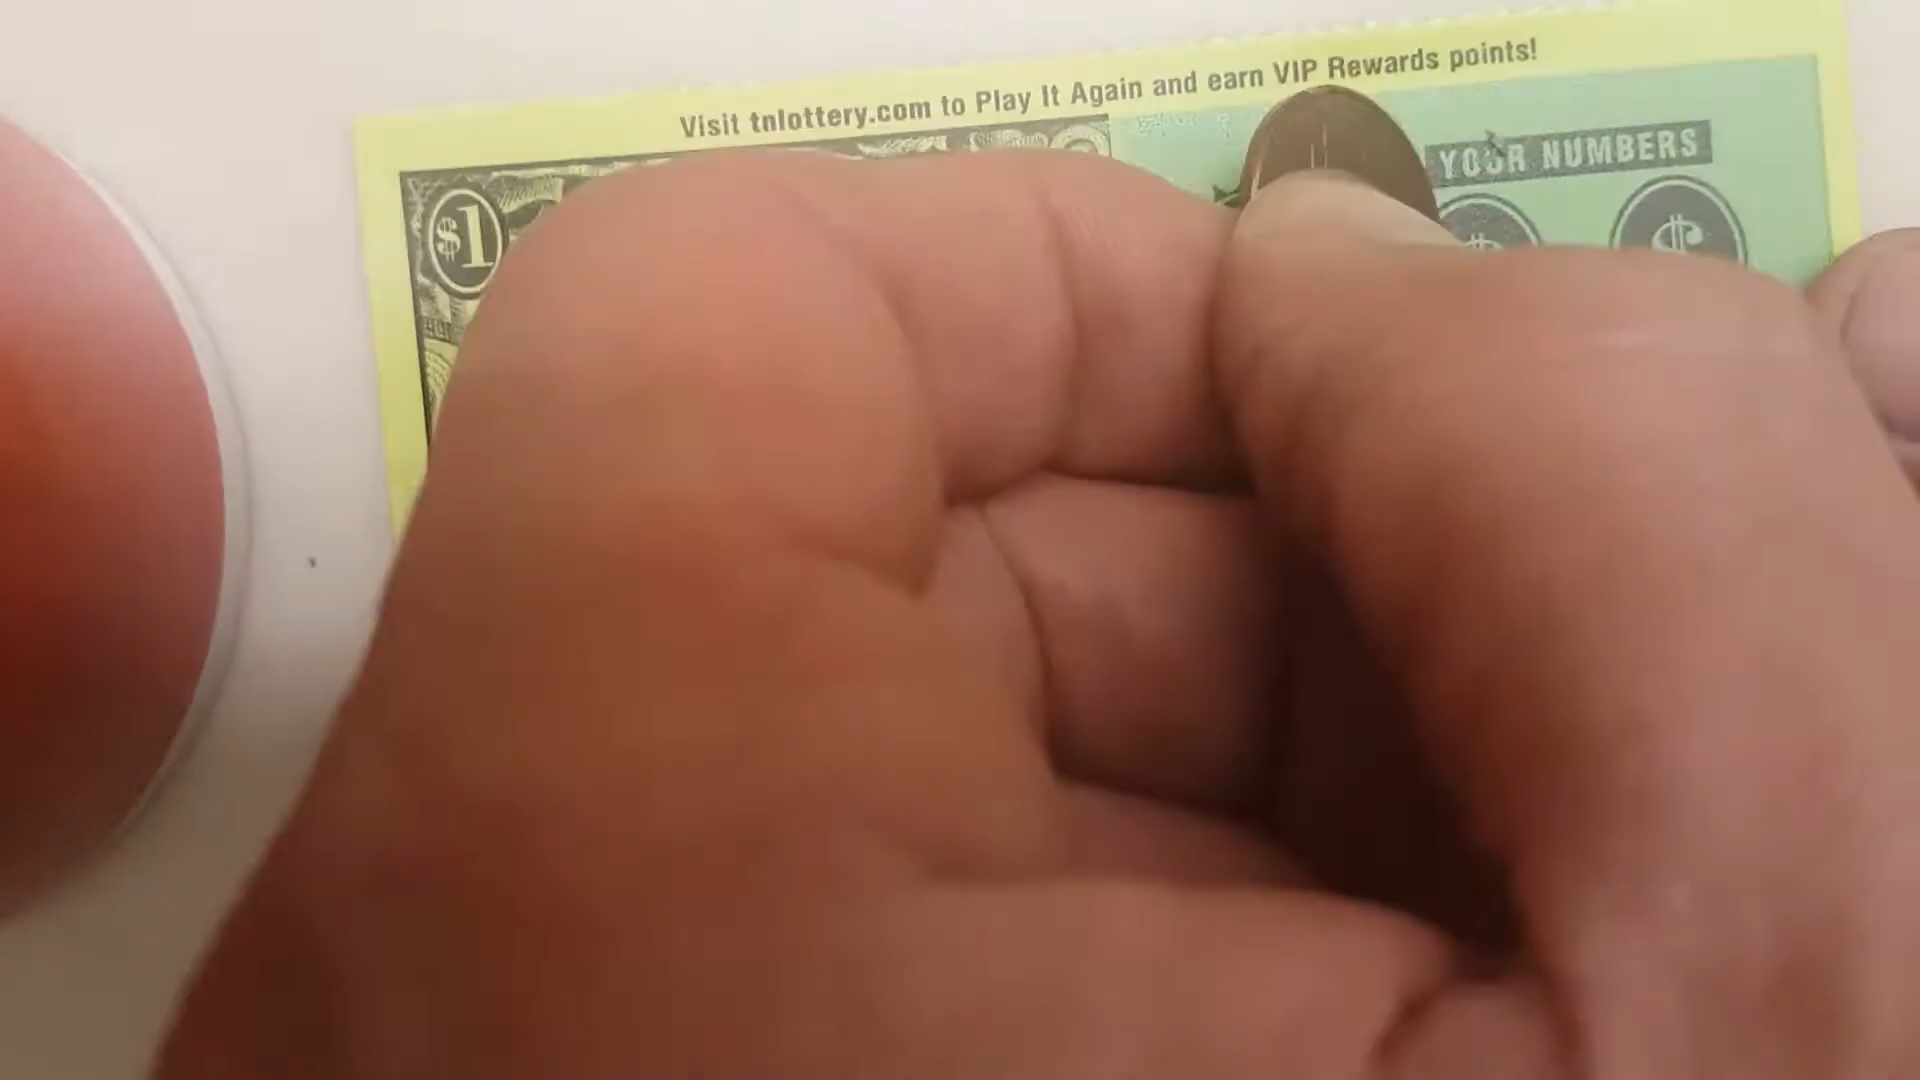 Visit tnlottery.com to Play It Again and earn VIP Rewards points!
$1
YOUR NUMBERS
$ $